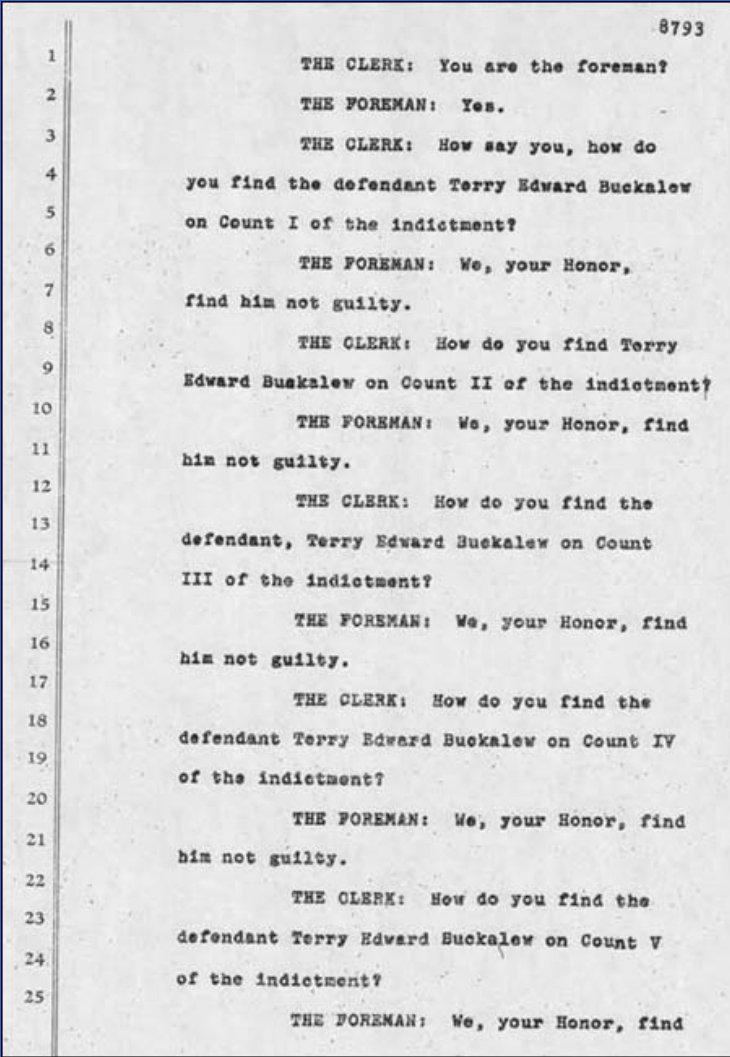 8793
1 THE CLERK: You are the foreman?
2 THE FOREMAN: Yes.
3 THE CLERK: How say you, how do
4 you find the defendant Terry Edward Buckalew
5 on Count I of the indictment?
6 THE FOREMAN: We, your Honor,
7 find him not guilty.
8 THE CLERK: How do you find Terry
9 Edward Buckalew on Count II of the indictment?
10 THE FOREMAN: We, your Honor, find
11 him not guilty.
12 THE CLERK: How do you find the
13 defendant, Terry Edward Buckalew on Count
14 III of the indictment?
15 THE FOREMAN: We, your Honor, find
16 him not guilty.
17 THE CLERK: How do you find the
18 defendant Terry Edward Buckalew on Count IV
19 of the indictment?
20 THE FOREMAN: We, your Honor, find
21 him not guilty.
22 THE CLERK: How do you find the
23 defendant Terry Edward Buckalew on Count V
24 of the indictment?
25 THE FOREMAN: We, your Honor, find